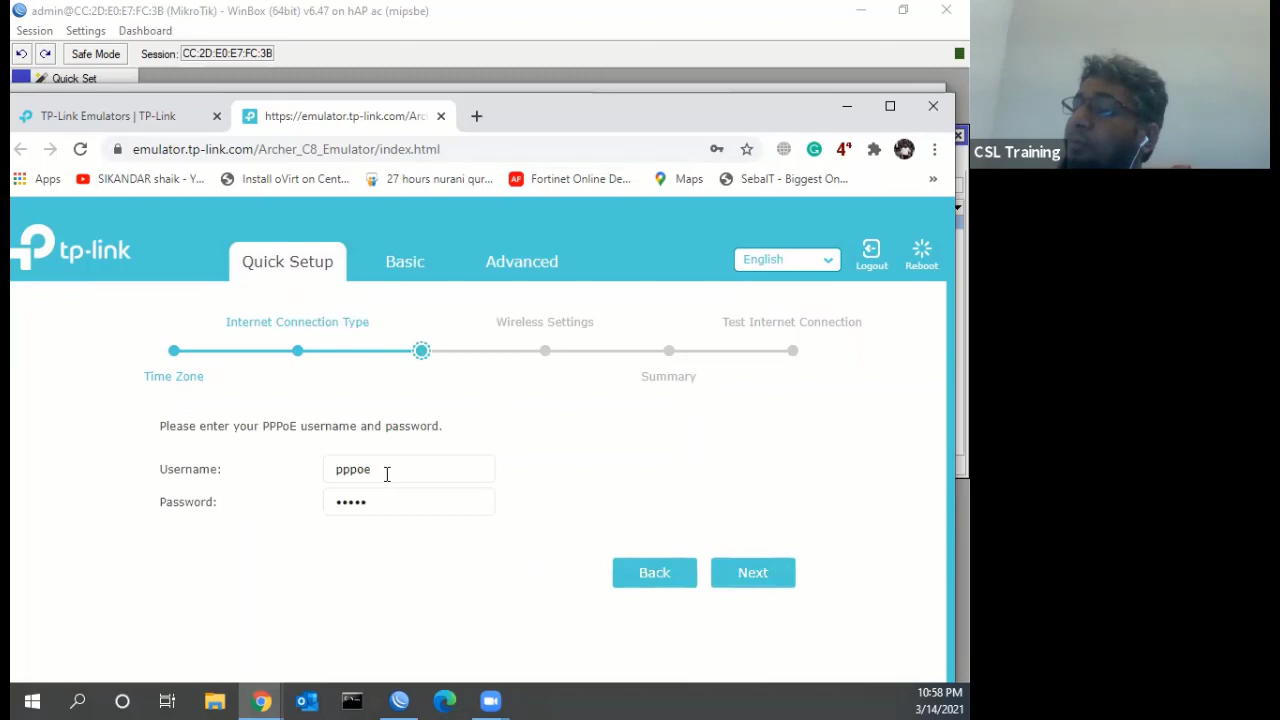 admin@CC:2D:E0:E7:FC:3B (MikroTik) - WinBox (64bit) v6.47 on hAP ac (mipsbe)
Session Settings Dashboard
Safe Mode Session: CC:2D:E0:E7:FC:3B
Quick Set
TP-Link Emulators | TP-Link
https://emulator.tp-link.com/Arc
emulator.tp-link.com/Archer_C8_Emulator/index.html
4"
Apps SIKANDAR shaik - Y... Install oVirt on Cent... 27 hours nurani qur... AF Fortinet Online De... Maps SebaIT - Biggest On... »
tp-link Quick Setup Basic Advanced English Logout Reboot
Internet Connection Type Wireless Settings Test Internet Connection
Time Zone Summary
Please enter your PPPoE username and password.
Username: pppoe
Password: •••••
Back Next
10:58 PM
3/14/2021
CSL Training